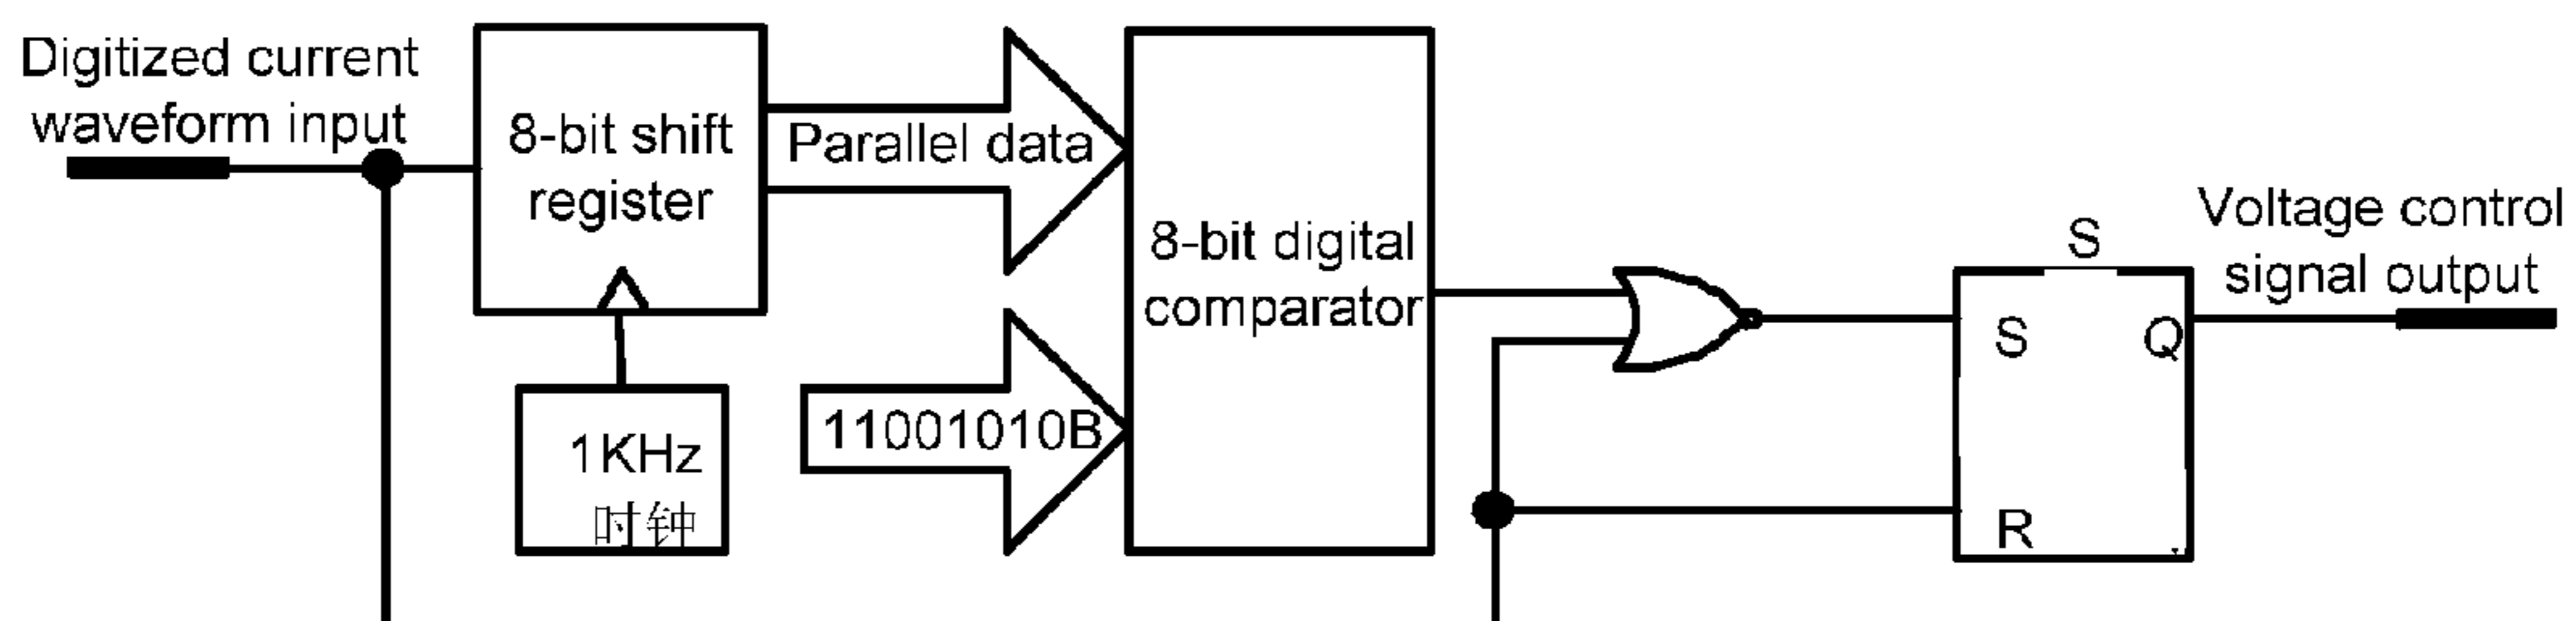 Digitized current
waveform input
8-bit shift
register
1KHz
时钟
Parallel data
11001010B
8-bit digital
comparator
S
S
Q
R
Voltage control
signal output